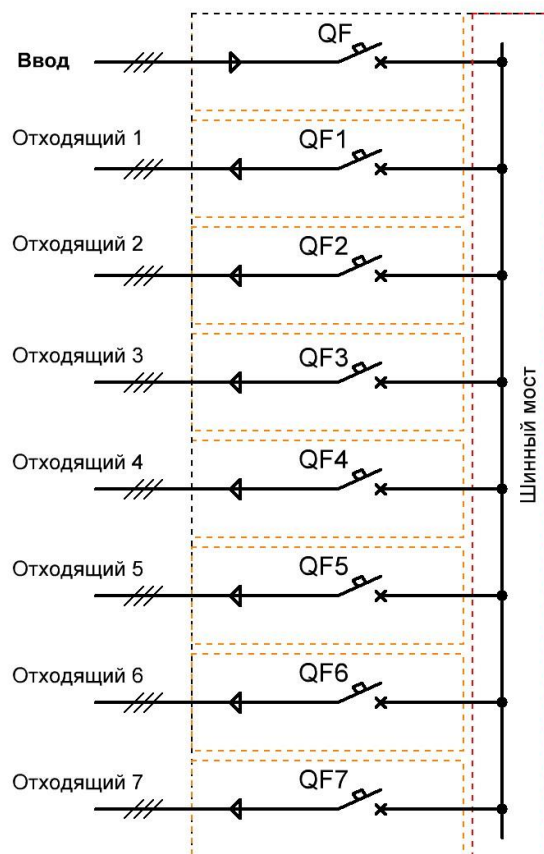 QF
Ввод
Отходящий 1
QF1
Отходящий 2
QF2
Отходящий 3
QF3
Отходящий 4
QF4
Отходящий 5
QF5
Отходящий 6
QF6
Отходящий 7
QF7
Шинный мост